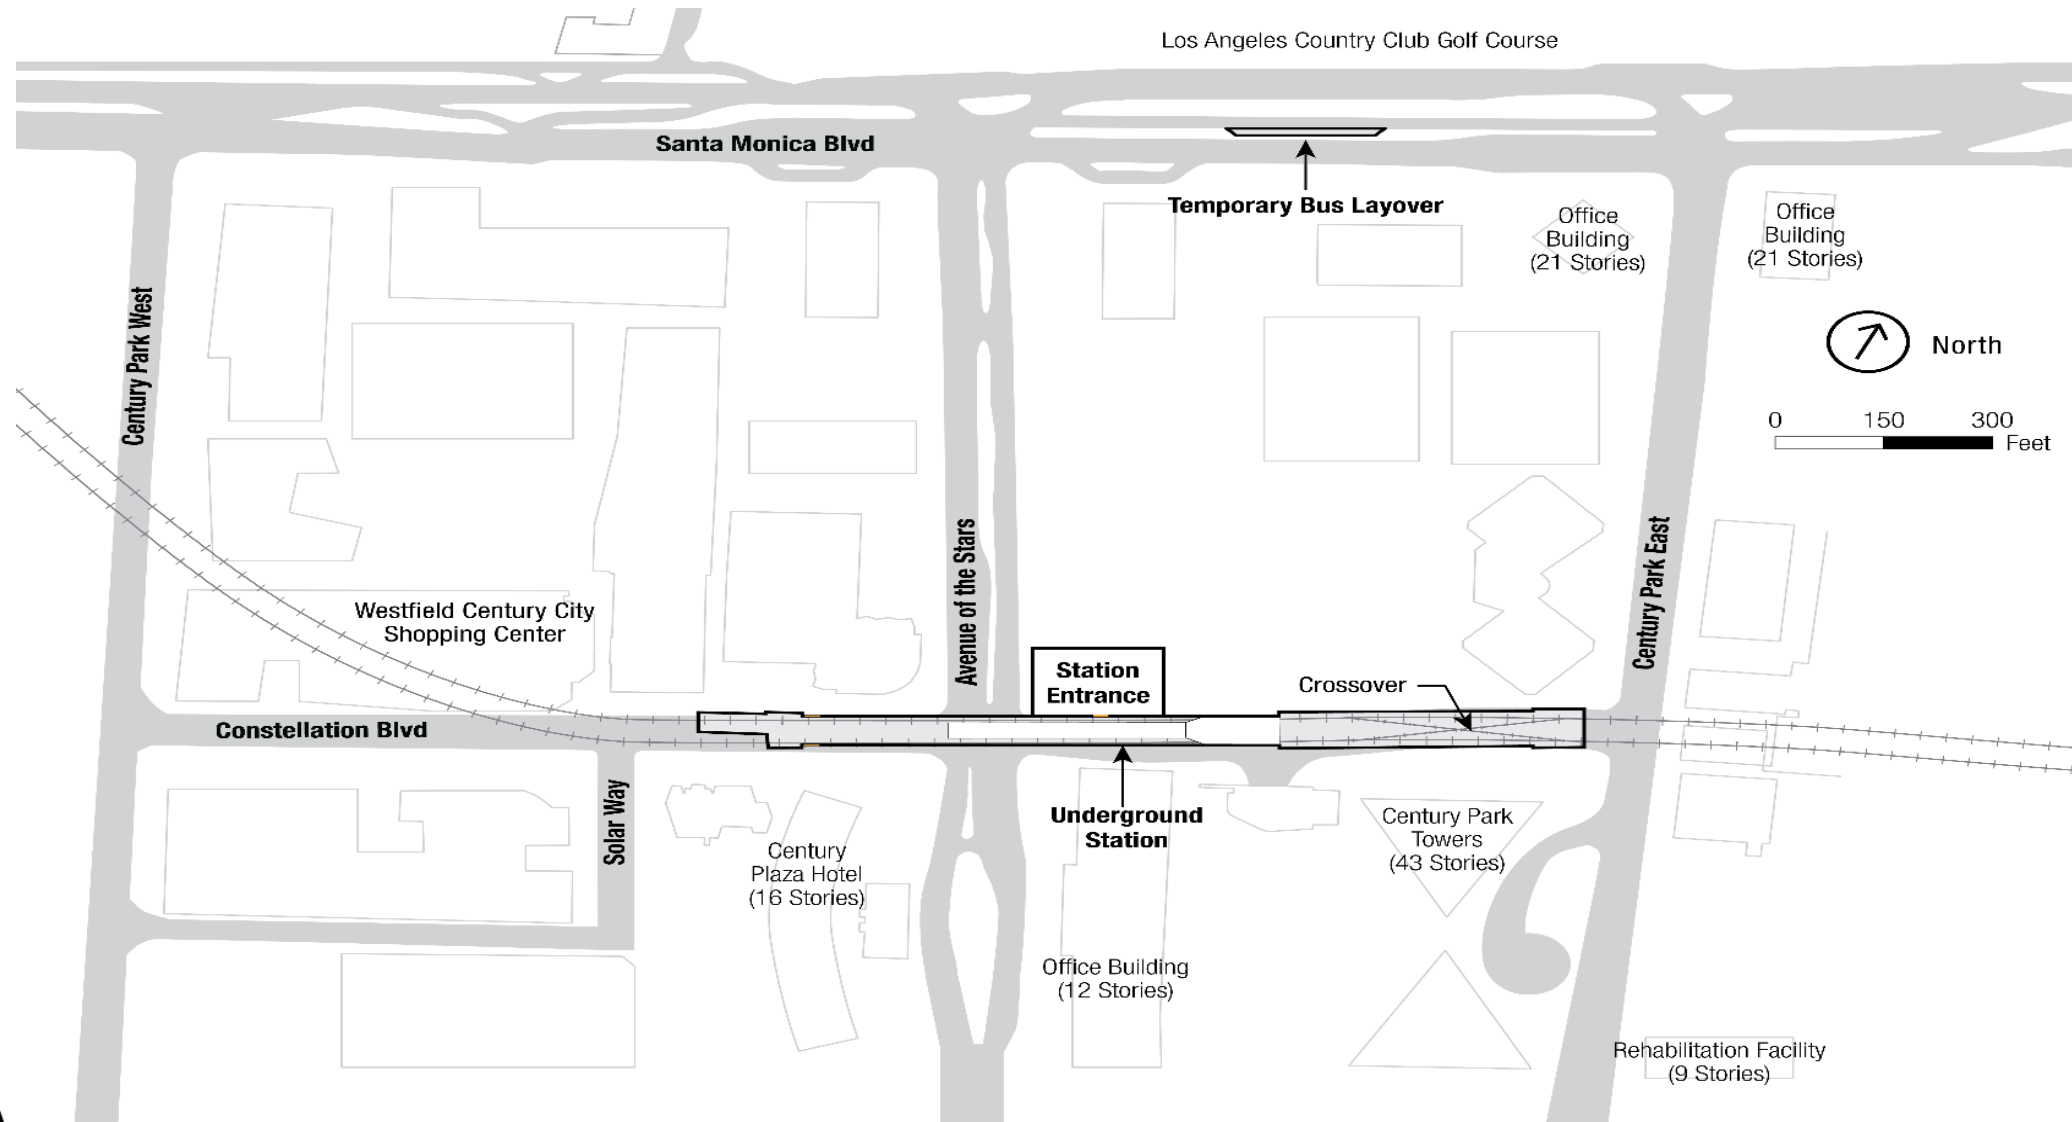 Los Angeles Country Club Golf Course
Santa Monica Blvd
Temporary Bus Layover
Office
Building
(21 Stories)
Office
Building
(21 Stories)
Century Park West
North
0 150 300
Feet
Avenue of the Stars
Century Park East
Westfield Century City
Shopping Center
Station
Entrance
Crossover
Constellation Blvd
Solar Way
Underground
Station
Century Park
Towers
(43 Stories)
Century
Plaza Hotel
(16 Stories)
Office Building
(12 Stories)
Rehabilitation Facility
(9 Stories)